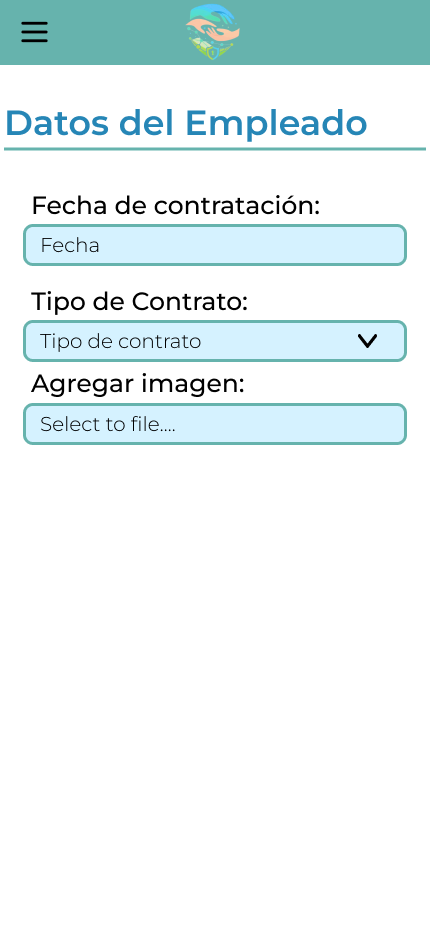 Datos del Empleado
Fecha de contratación:
Fecha
Tipo de Contrato:
Tipo de contrato
Agregar imagen:
Select to file....